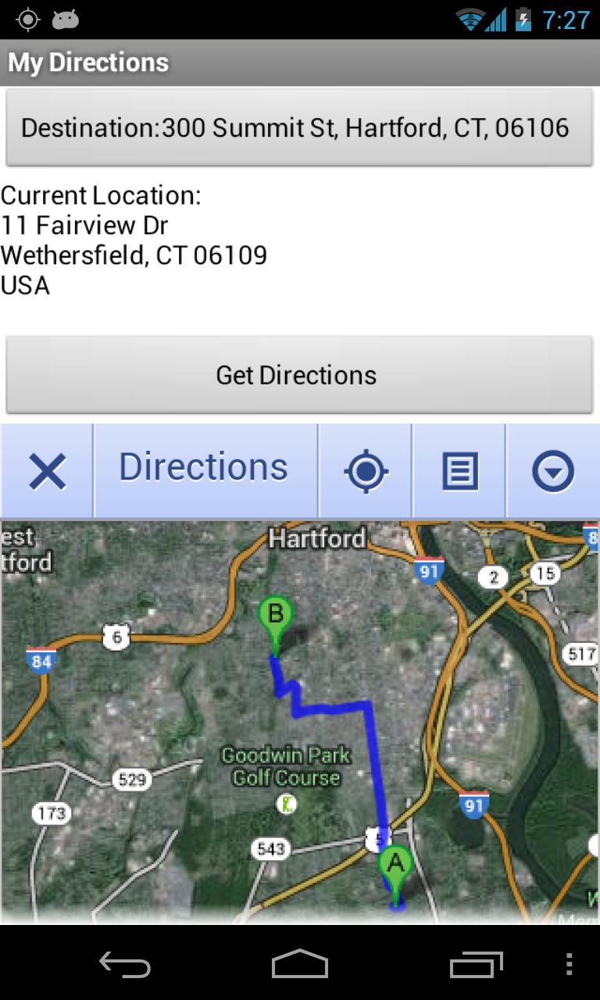 7:27
My Directions
Destination:300 Summit St, Hartford, CT, 06106
Current Location:
11 Fairview Dr
Wethersfield, CT 06109
USA
Get Directions
Directions
est
tford
Hartford
91
2
15
8
B
6
84
517
Goodwin Park
Golf Course
529
173
91
543
5
A
W
Mem